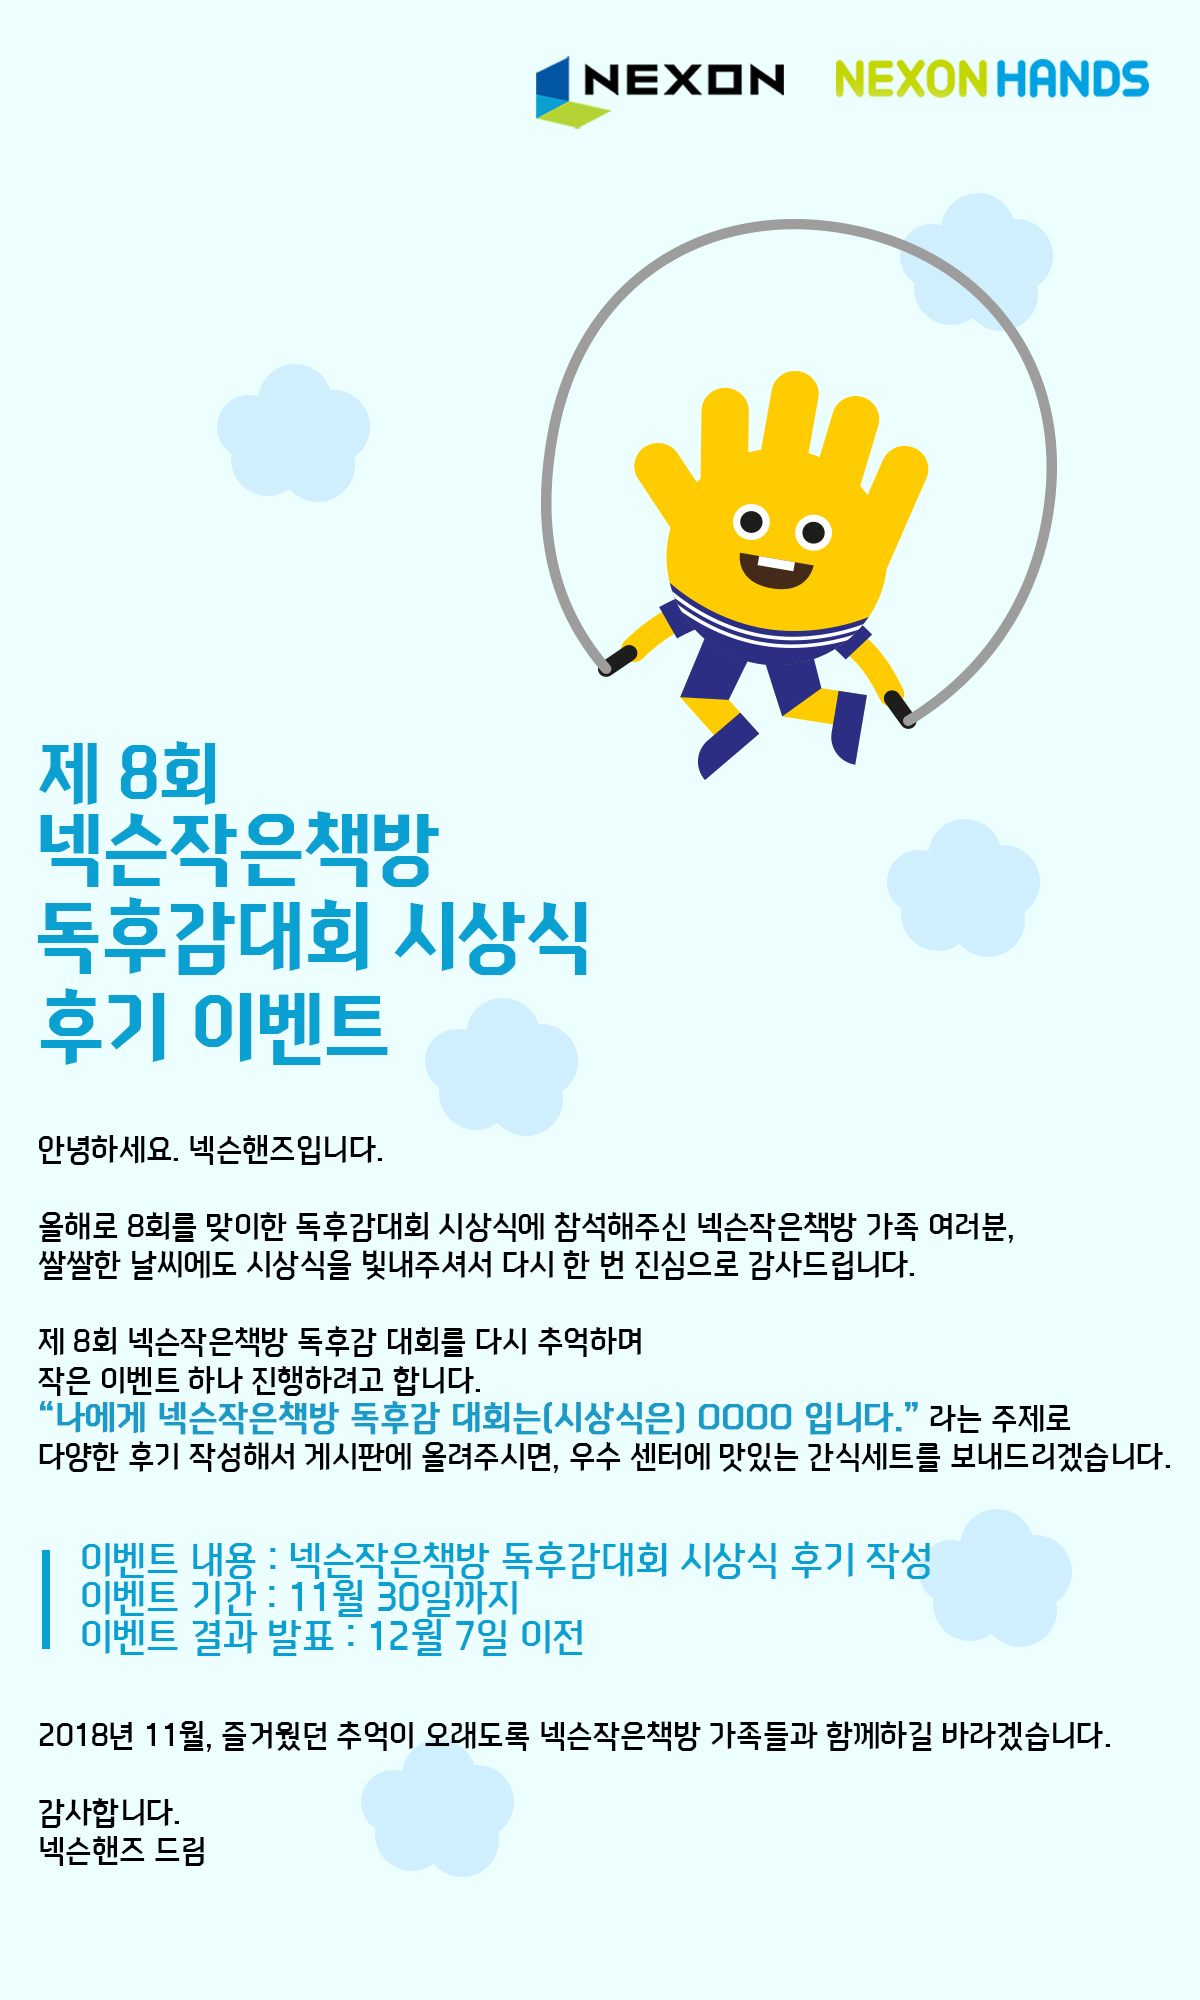 NEXON NEXON HANDS
제 8회
넥슨작은책방
독후감대회 시상식
후기 이벤트
안녕하세요. 넥슨핸즈입니다.
올해로 8회를 맞이한 독후감대회 시상식에 참석해주신 넥슨작은책방 가족 여러분,
쌀쌀한 날씨에도 시상식을 빛내주셔서 다시 한 번 진심으로 감사드립니다.
제 8회 넥슨작은책방 독후감 대회를 다시 추억하며
작은 이벤트 하나 진행하려고 합니다.
“나에게 넥슨작은책방 독후감 대회는(시상식은) OOOO 입니다.” 라는 주제로
다양한 후기 작성해서 게시판에 올려주시면, 우수 센터에 맛있는 간식세트를 보내드리겠습니다.
이벤트 내용 : 넥슨작은책방 독후감대회 시상식 후기 작성
이벤트 기간 : 11월 30일까지
이벤트 결과 발표 : 12월 7일 이전
2018년 11월, 즐거웠던 추억이 오래도록 넥슨작은책방 가족들과 함께하길 바라겠습니다.
감사합니다.
넥슨핸즈 드림